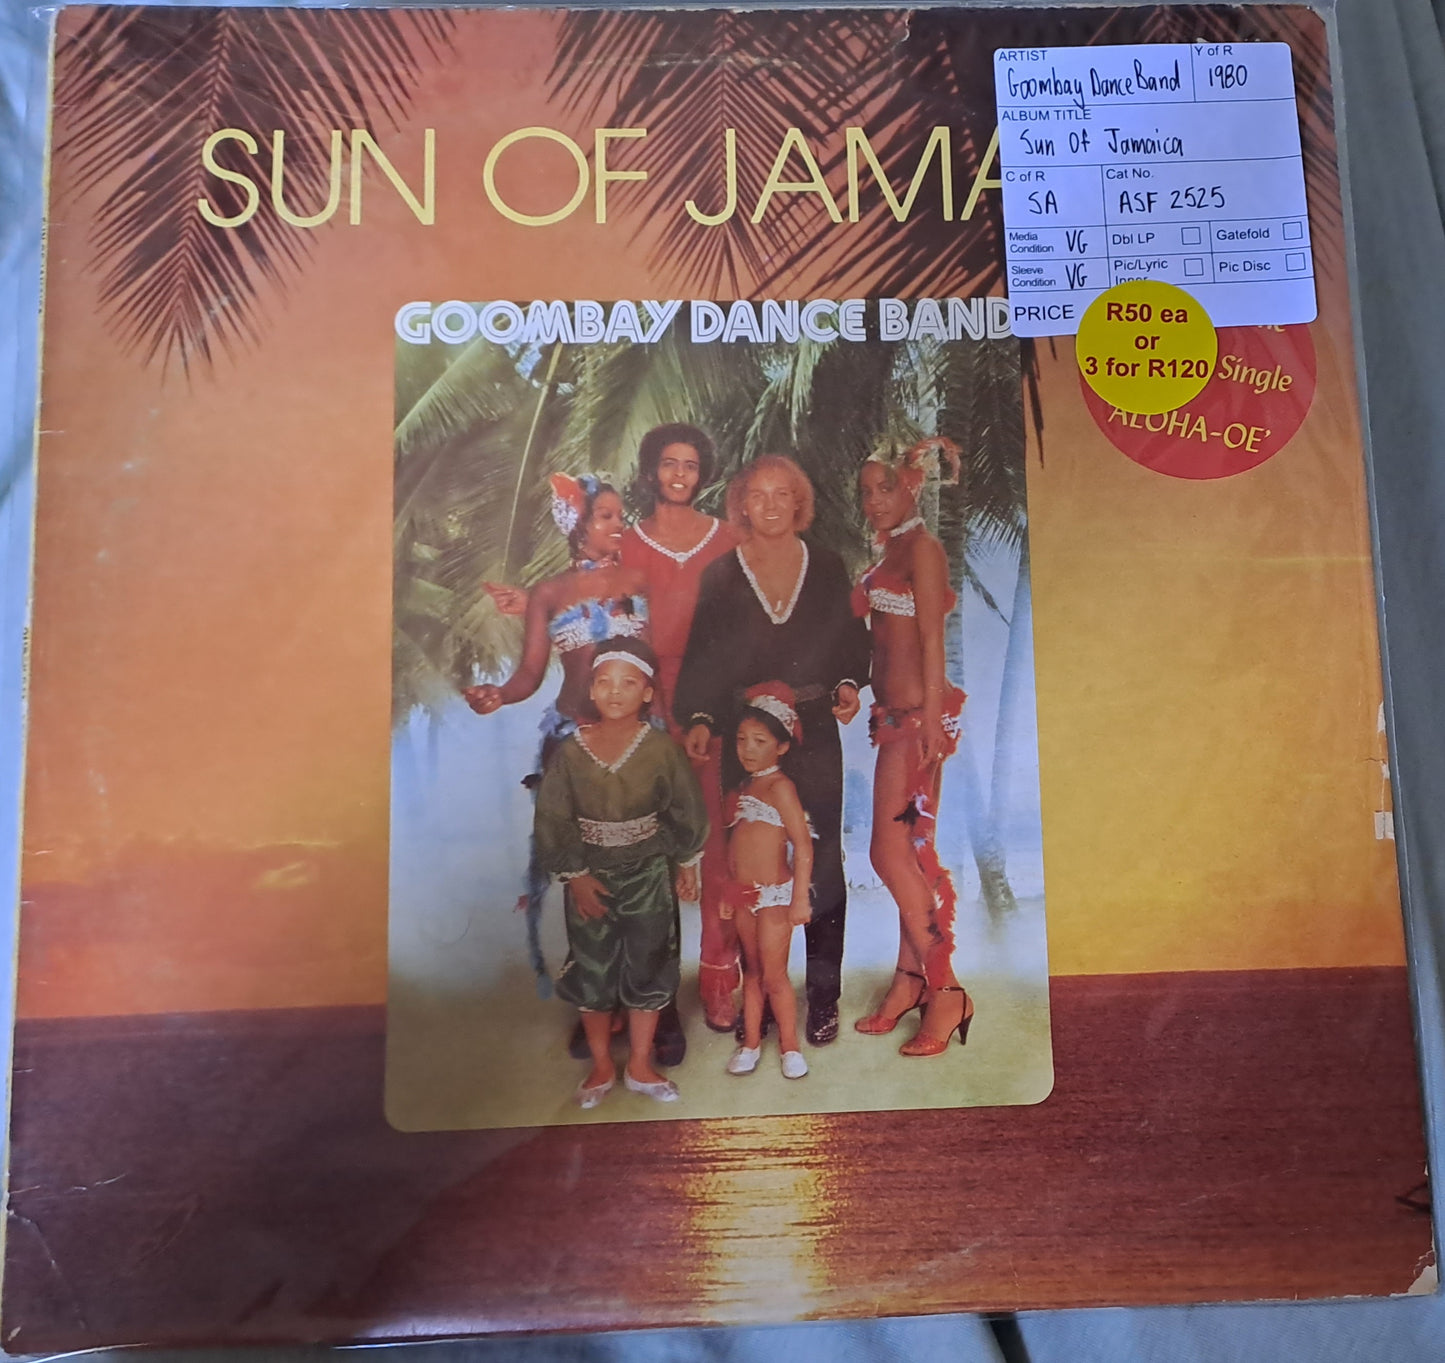 SUN OF JAMA
GOOMBAY DANCE BAND
ARTIST
Goombay Dance Band
Y of R
1980
ALBUM TITLE
Sun Of Jamaica
C of R
SA
Cat No.
ASF 2525
Media
Condition
VG
Dbl LP
Gatefold
Sleeve
Condition
VG
Pic/Lyric
Inner
Pic Disc
PRICE
R50 ea
or
3 for R120
Single
ALOHA-OE'